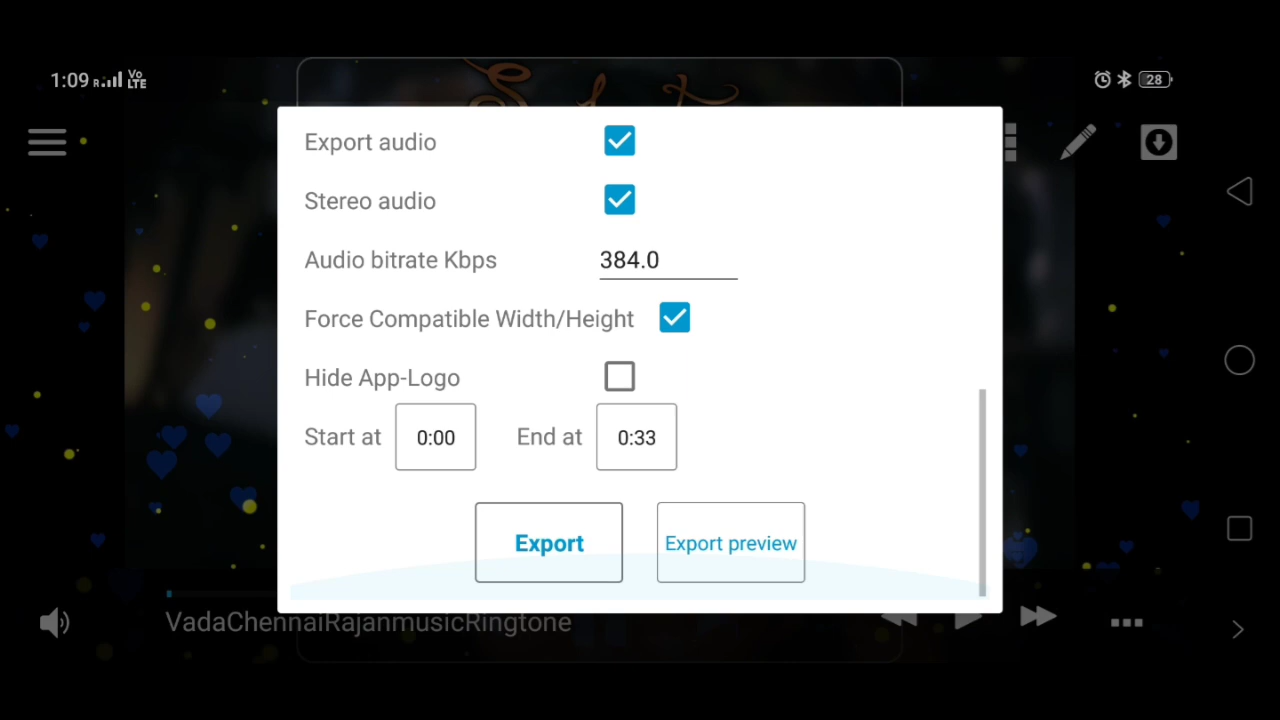 1:09 R VoLTE 28
Export audio
Stereo audio
Audio bitrate Kbps 384.0
Force Compatible Width/Height
Hide App-Logo
Start at 0:00 End at 0:33
Export Export preview
VadaChennaiRajanmusicRingtone